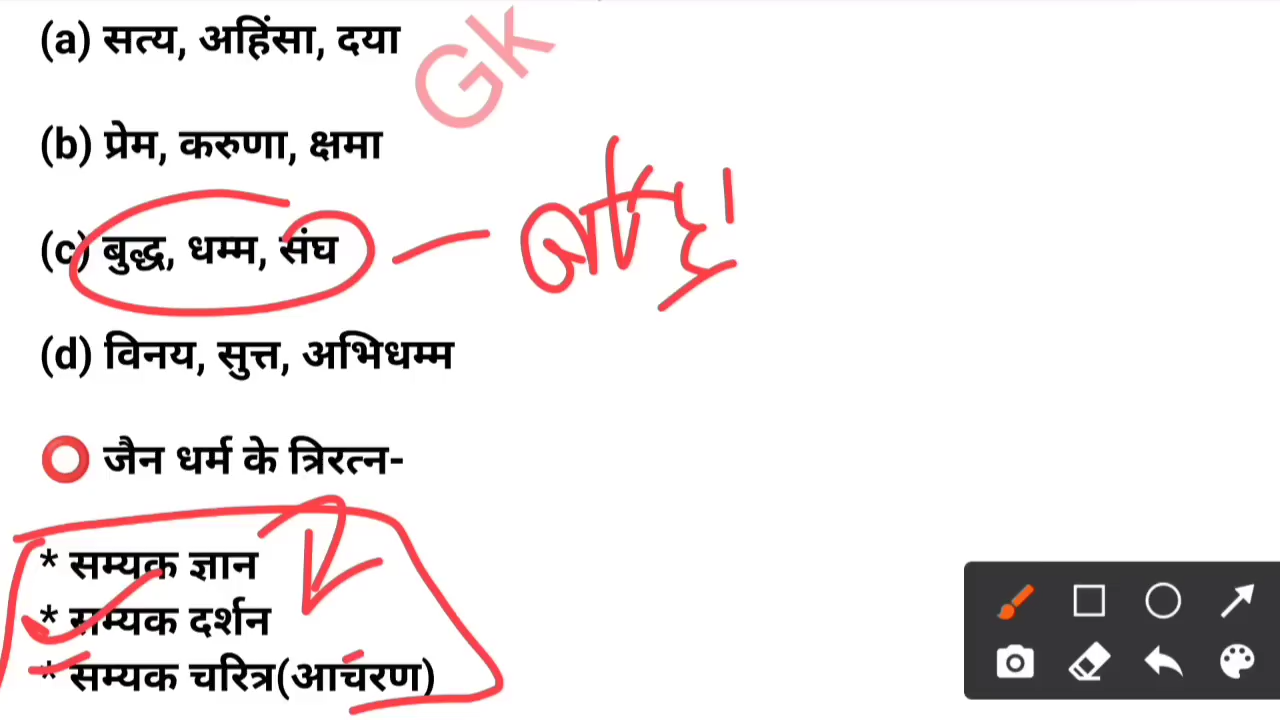 (a) सत्य, अहिंसा, दया
Gk
(b) प्रेम, करुणा, क्षमा
(c) बुद्ध, धम्म, संघ
(d) विनय, सुत्त, अभिधम्म
जैन धर्म के त्रिरत्न-
* सम्यक ज्ञान
* सम्यक दर्शन
* सम्यक चरित्र(आचरण)